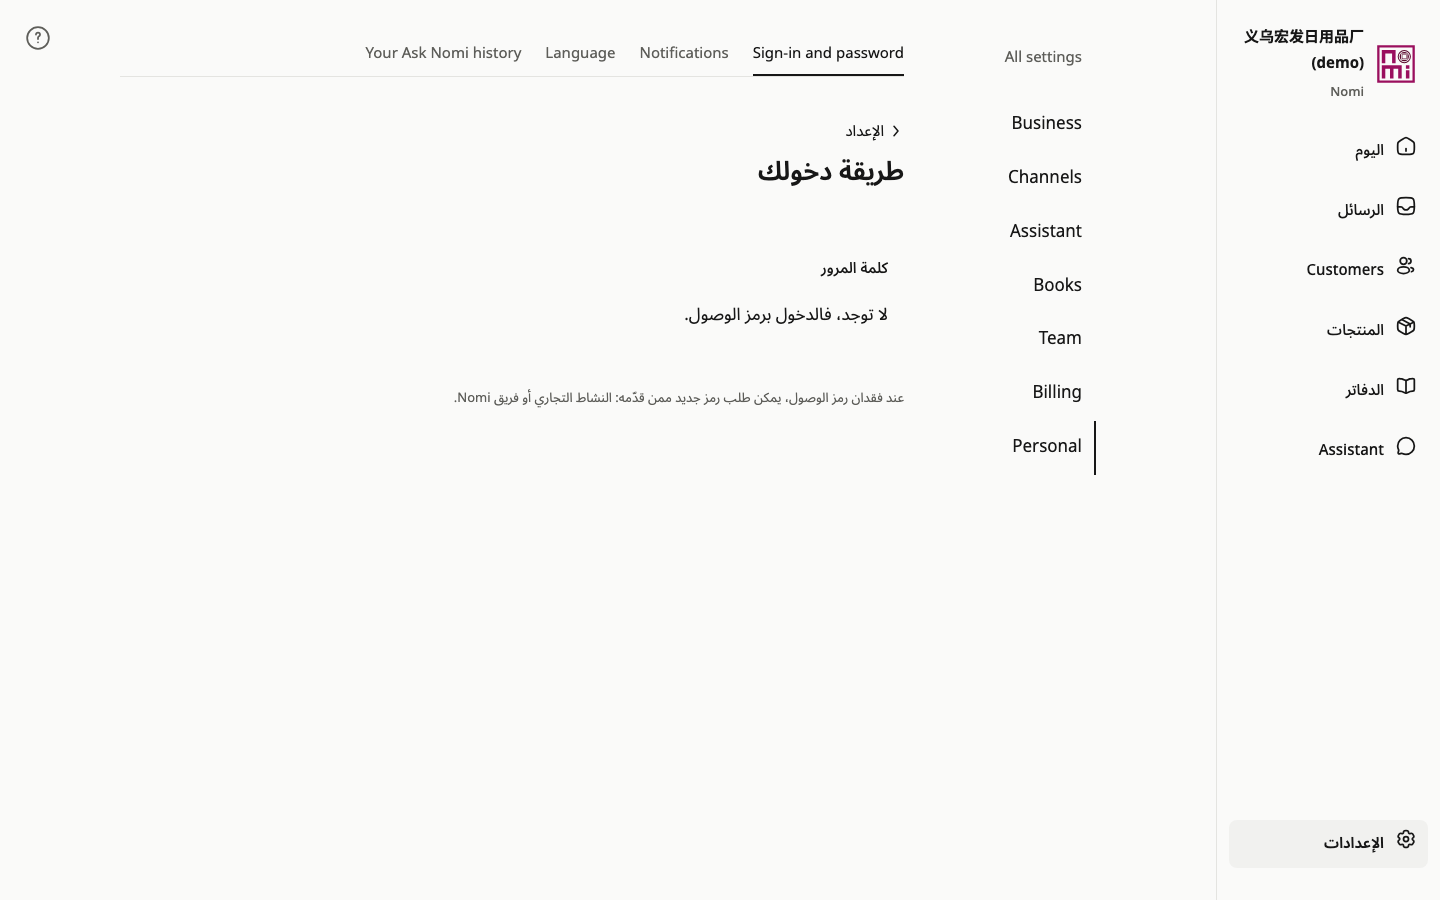 义乌宏发日用品厂
(demo)
Nomi
اليوم
الرسائل
Customers
المنتجات
الدفاتر
Assistant
الإعدادات
All settings
Business
Channels
Assistant
Books
Team
Billing
Personal
Sign-in and password
Notifications
Language
Your Ask Nomi history
الإعداد
طريقة دخولك
كلمة المرور
لا توجد، فالدخول برمز الوصول.
عند فقدان رمز الوصول، يمكن طلب رمز جديد ممن قدّمه: النشاط التجاري أو فريق Nomi.